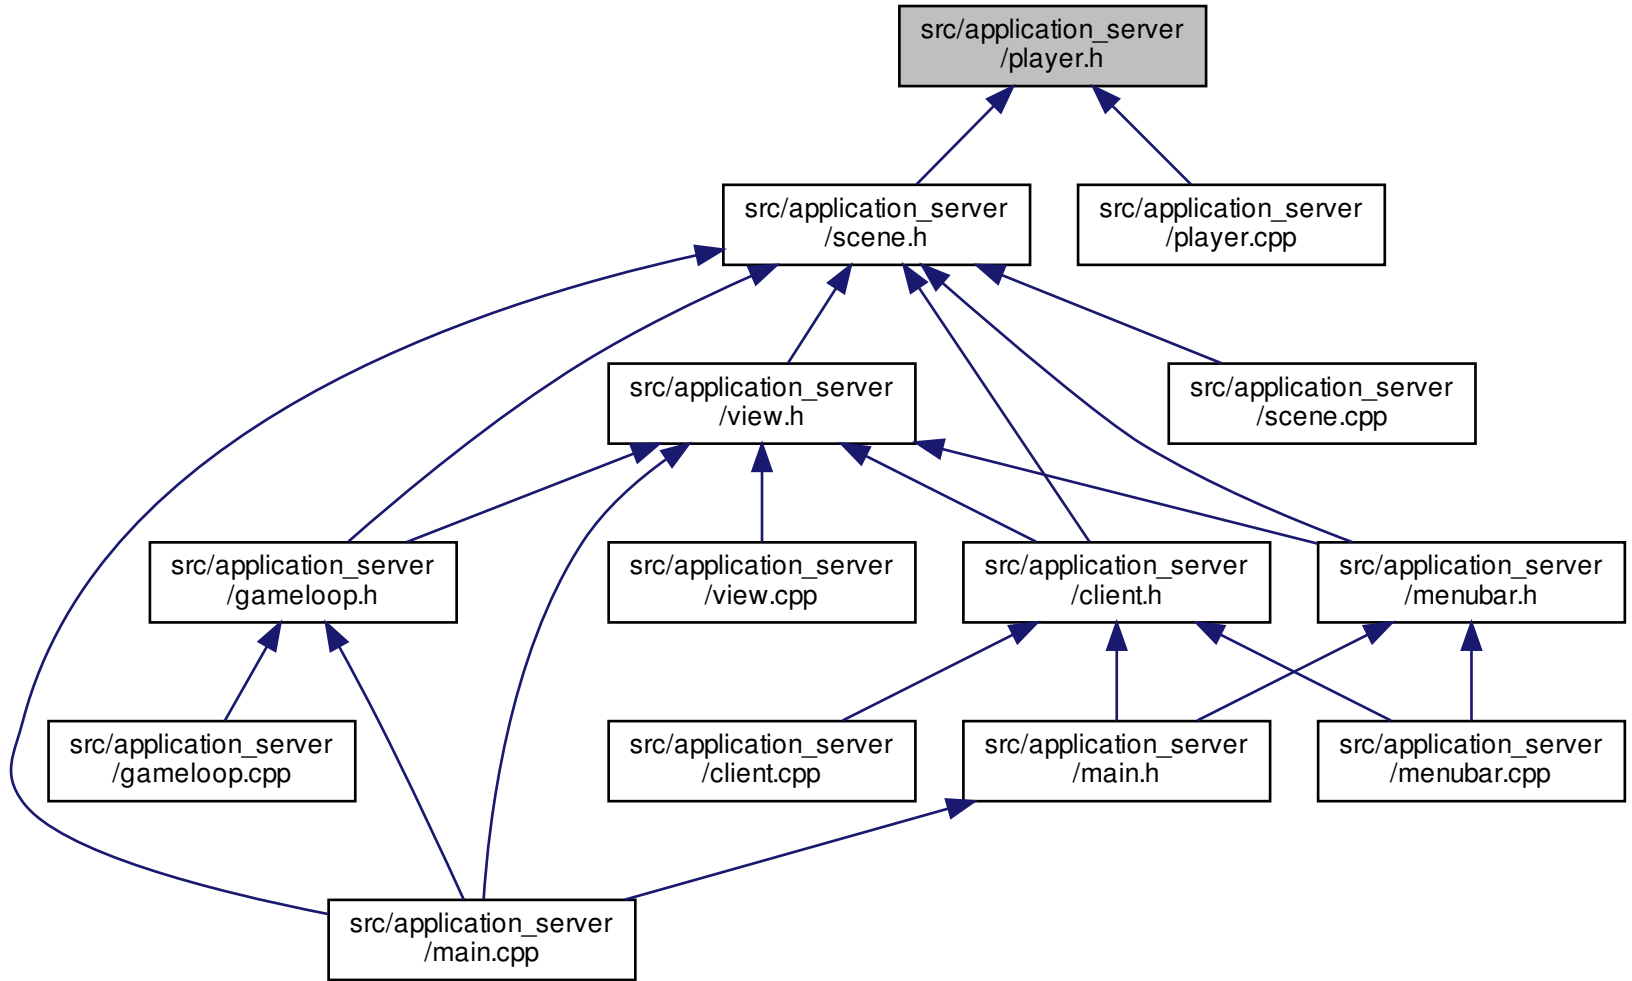 src/application_server
/player.h
src/application_server
/scene.h
src/application_server
/player.cpp
src/application_server
/view.h
src/application_server
/scene.cpp
src/application_server
/gameloop.h
src/application_server
/view.cpp
src/application_server
/client.h
src/application_server
/menubar.h
src/application_server
/gameloop.cpp
src/application_server
/client.cpp
src/application_server
/main.h
src/application_server
/menubar.cpp
src/application_server
/main.cpp